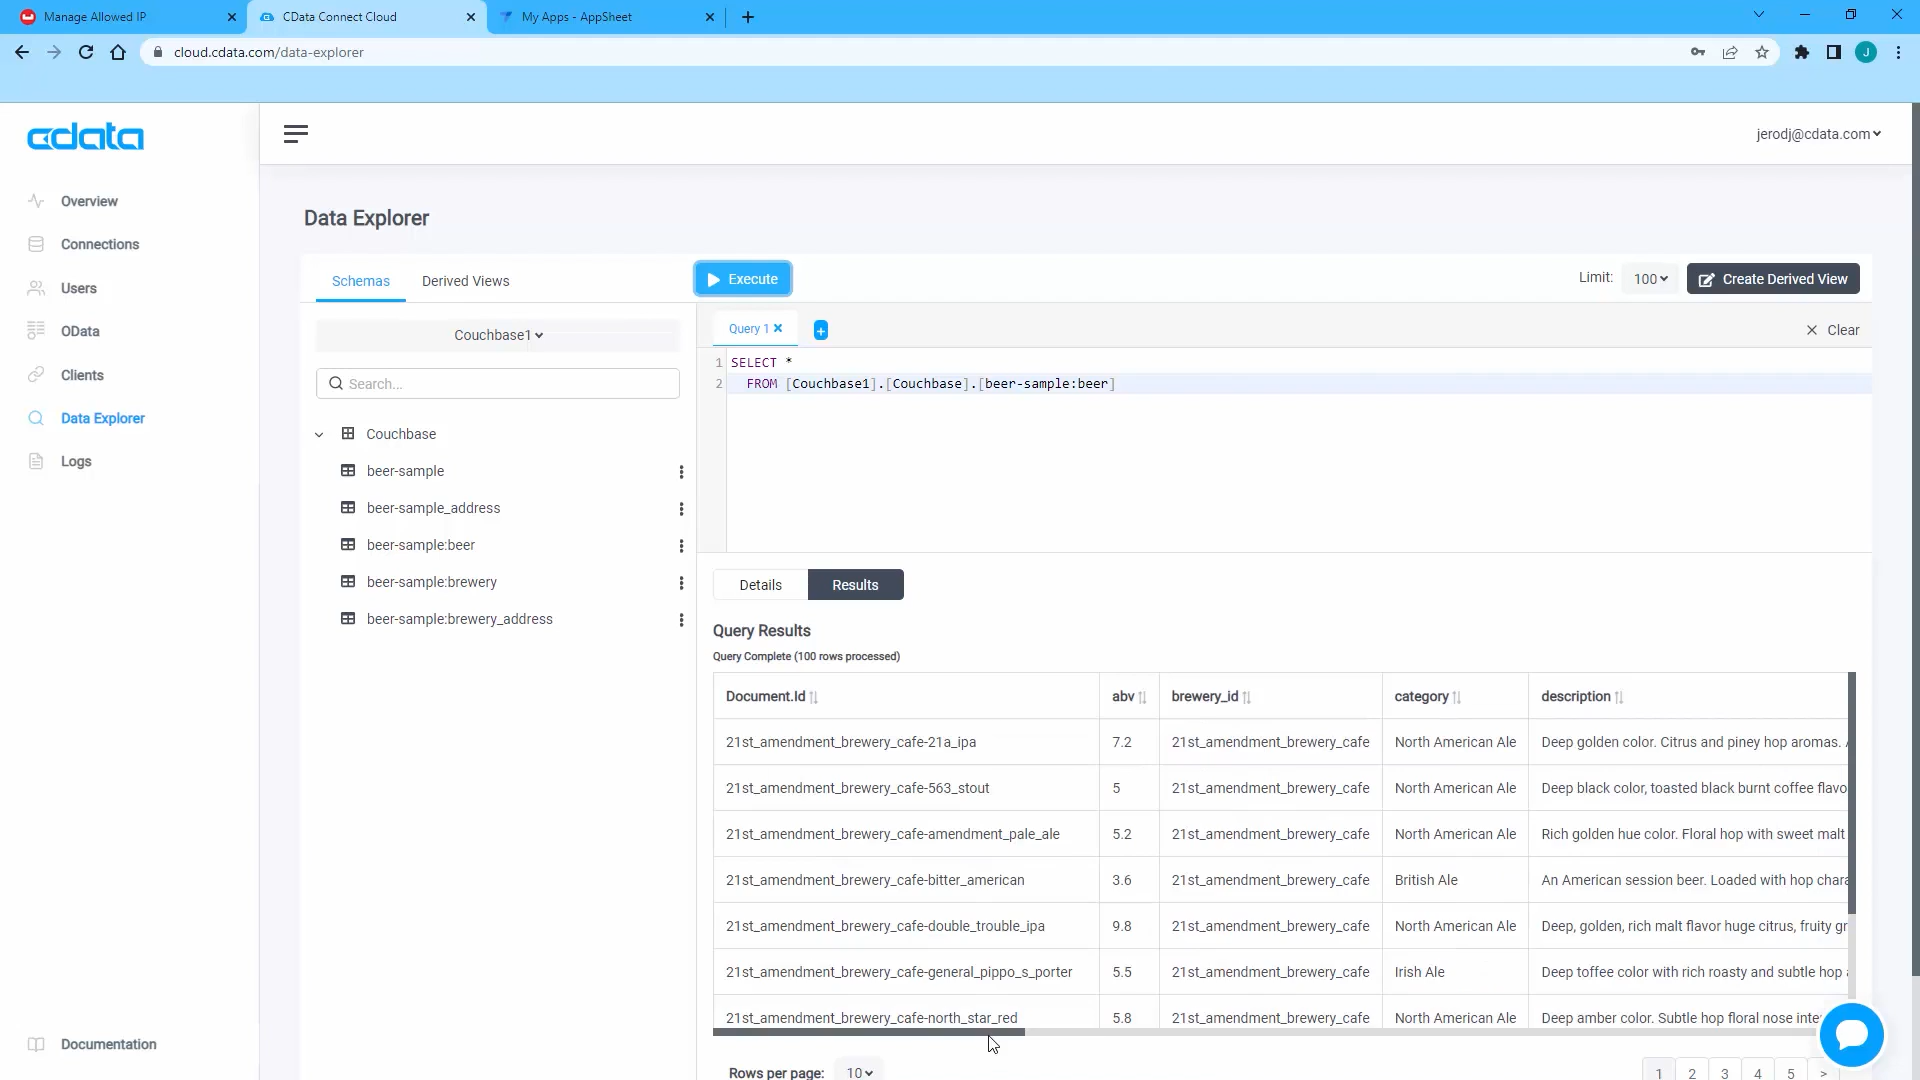 Manage Allowed IP
CData Connect Cloud
My Apps - AppSheet
cloud.cdata.com/data-explorer
J
cdata
jerodj@cdata.com
Overview
Connections
Users
OData
Clients
Data Explorer
Logs
Documentation
Data Explorer
Schemas
Derived Views
Execute
Limit:
100
Create Derived View
Couchbase1
Search...
Couchbase
beer-sample
beer-sample_address
beer-sample:beer
beer-sample:brewery
beer-sample:brewery_address
Query 1
Clear
1 SELECT *
2 FROM [Couchbase1].[Couchbase].[beer-sample:beer]
Details
Results
Query Results
Query Complete (100 rows processed)
Document.Id abv brewery_id category description
21st_amendment_brewery_cafe-21a_ipa 7.2 21st_amendment_brewery_cafe North American Ale Deep golden color. Citrus and piney hop aromas.
21st_amendment_brewery_cafe-563_stout 5 21st_amendment_brewery_cafe North American Ale Deep black color, toasted black burnt coffee flavo
21st_amendment_brewery_cafe-amendment_pale_ale 5.2 21st_amendment_brewery_cafe North American Ale Rich golden hue color. Floral hop with sweet malt
21st_amendment_brewery_cafe-bitter_american 3.6 21st_amendment_brewery_cafe British Ale An American session beer. Loaded with hop chara
21st_amendment_brewery_cafe-double_trouble_ipa 9.8 21st_amendment_brewery_cafe North American Ale Deep, golden, rich malt flavor huge citrus, fruity gr
21st_amendment_brewery_cafe-general_pippo_s_porter 5.5 21st_amendment_brewery_cafe Irish Ale Deep toffee color with rich roasty and subtle hop
21st_amendment_brewery_cafe-north_star_red 5.8 21st_amendment_brewery_cafe North American Ale Deep amber color. Subtle hop floral nose inte
Rows per page: 10
1 2 3 4 5 >